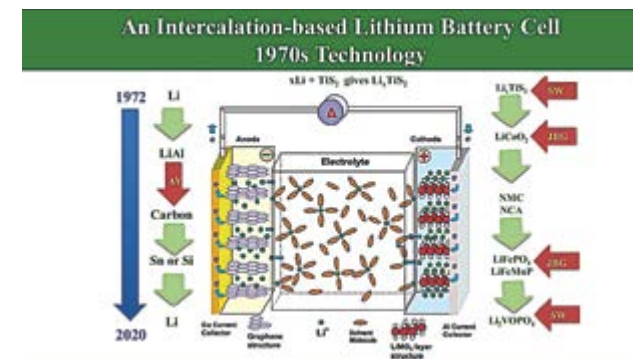 An Intercalation-based Lithium Battery Cell
1970s Technology
xLi + TiS₂ gives LiₓTiS₂
1972
Li
LiAl
AY
Carbon
Sn or Si
Li
2020
Anode
Cathode
Electrolyte
e
e
Cu Current
Collector
Graphene
structure
Li⁺
Solvent
Molecule
LiMO₂ layer
structure
Al Current
Collector
LiₓTiS₂
SW
LiCoO₂
JBG
NMC
NCA
LiFePO₄
LiFeMnP
JBG
Li₂VOPO₄
SW